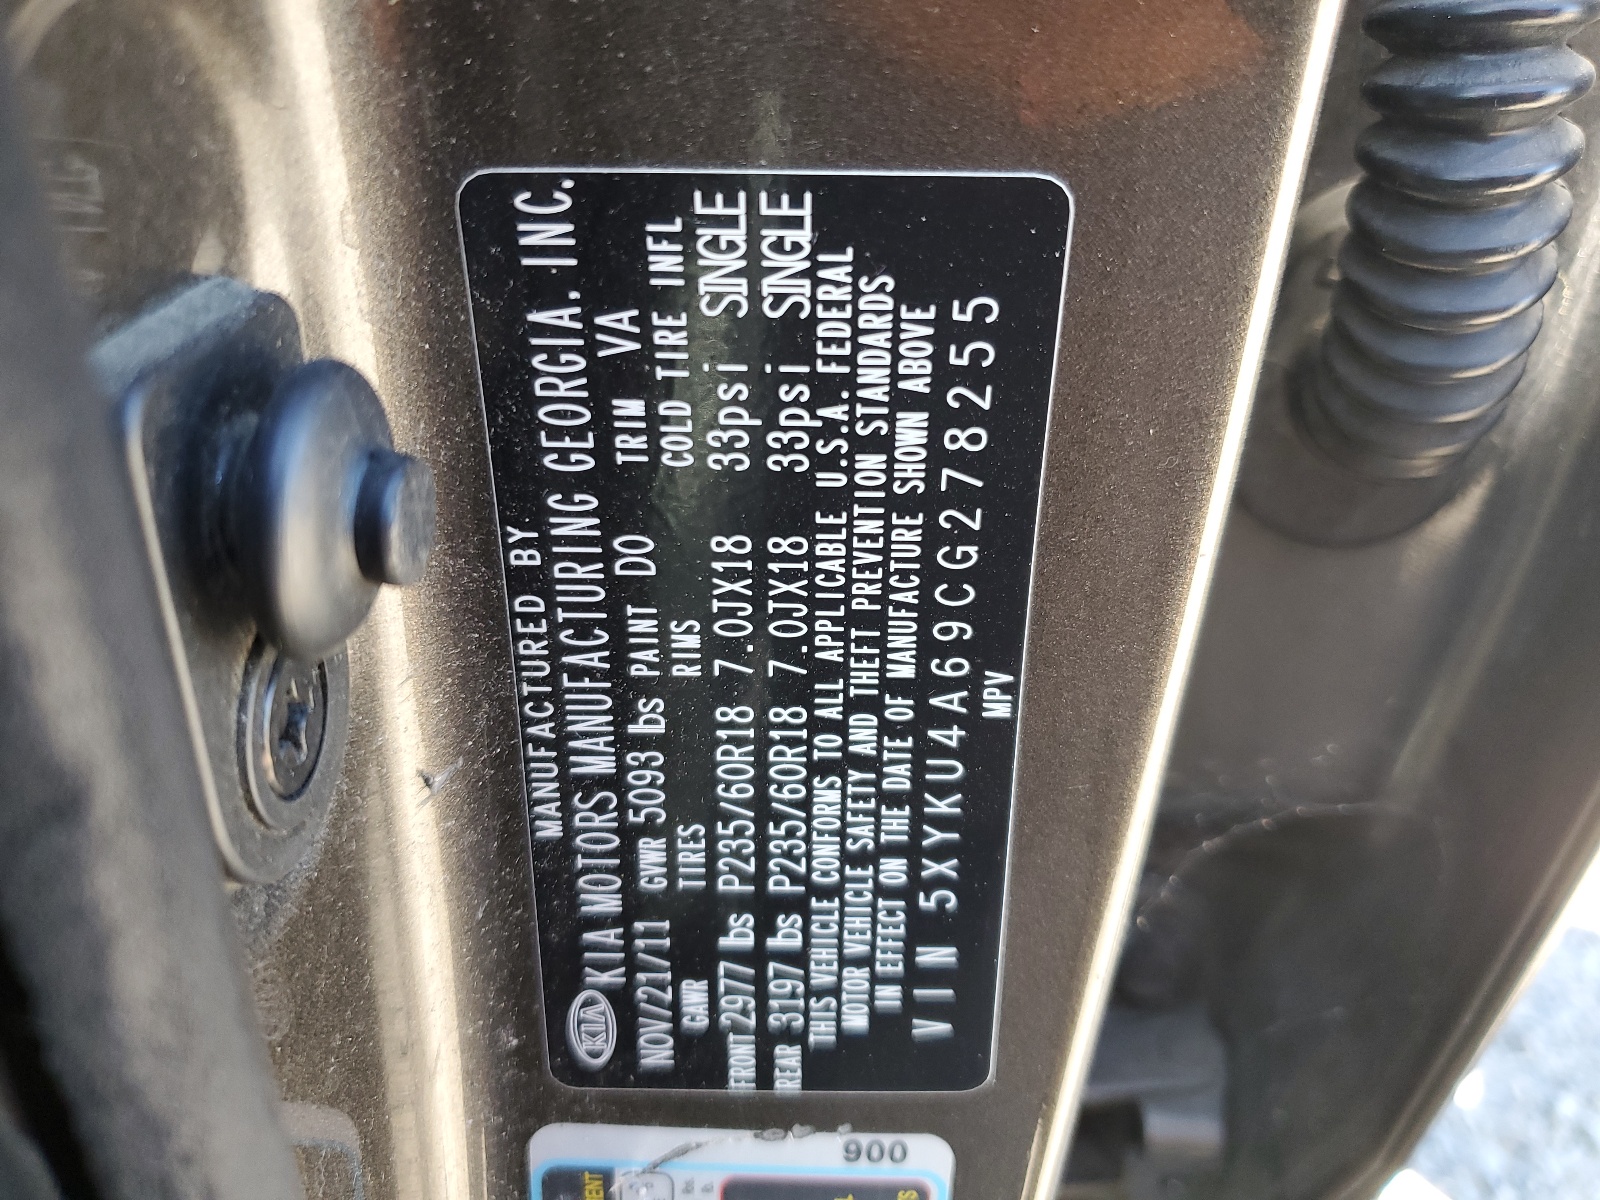 MANUFACTURED BY
KIA KIA MOTORS MANUFACTURING GEORGIA. INC.
NOV/21/11 GVWR 5093 lbs PAINT DO TRIM VA
GAWR TIRES RIMS COLD TIRE INFL
FRONT 2977 lbs P235/60R18 7.0JX18 33psi SINGLE
REAR 3197 lbs P235/60R18 7.0JX18 33psi SINGLE
THIS VEHICLE CONFORMS TO ALL APPLICABLE U.S.A. FEDERAL
MOTOR VEHICLE SAFETY AND THEFT PREVENTION STANDARDS
IN EFFECT ON THE DATE OF MANUFACTURE SHOWN ABOVE
VIN 5XYKU4A69CG278255
MPV
900